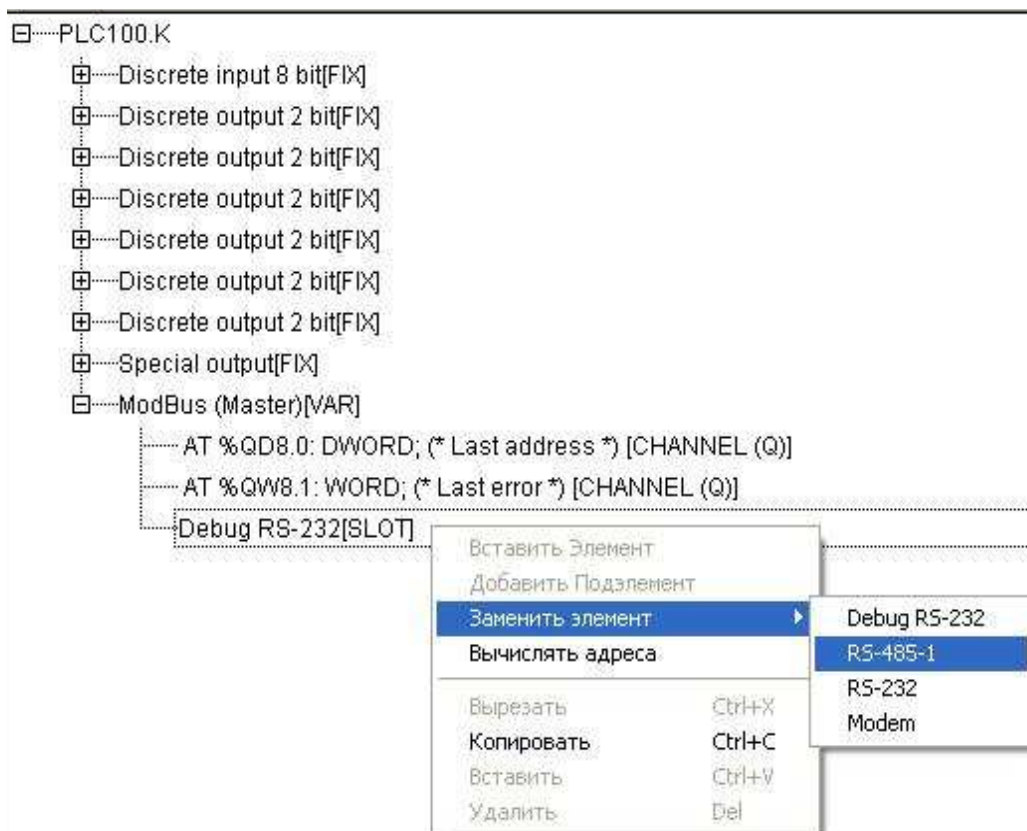 PLC100.K
Discrete input 8 bit[FIX]
Discrete output 2 bit[FIX]
Discrete output 2 bit[FIX]
Discrete output 2 bit[FIX]
Discrete output 2 bit[FIX]
Discrete output 2 bit[FIX]
Discrete output 2 bit[FIX]
Special output[FIX]
ModBus (Master)[VAR]
AT %QD8.0: DWORD; (* Last address *) [CHANNEL (Q)]
AT %QW8.1: WORD; (* Last error *) [CHANNEL (Q)]
Debug RS-232[SLOT]
Вставить Элемент
Добавить Подэлемент
Заменить элемент
Вычислять адреса
Вырезать Ctrl+X
Копировать Ctrl+C
Вставить Ctrl+V
Удалить Del
Debug RS-232
RS-485-1
RS-232
Modem